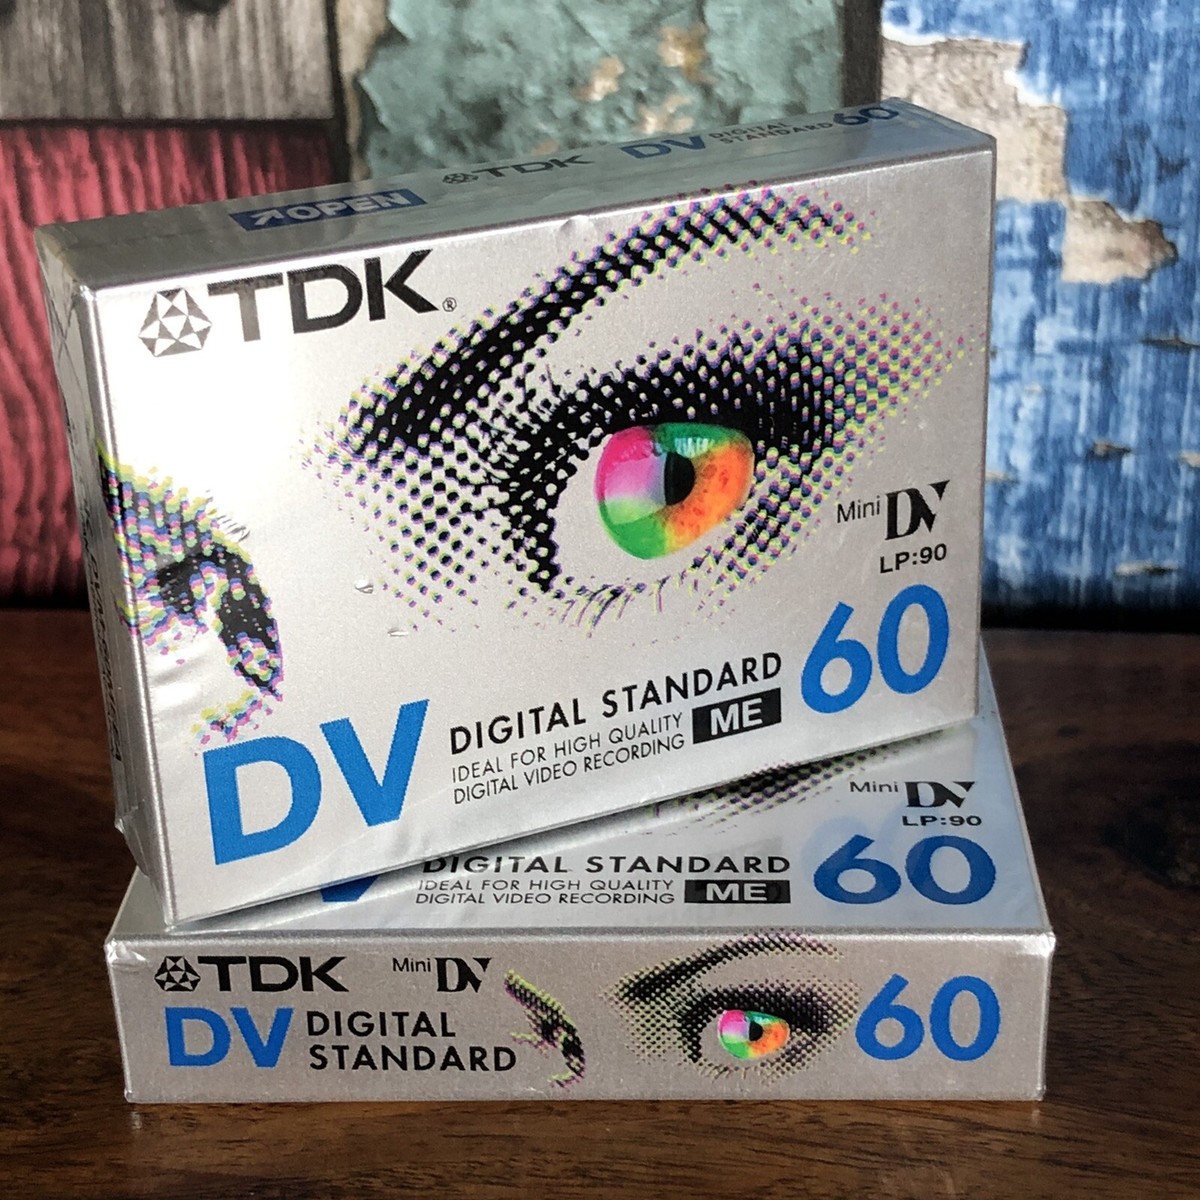 OPEN TDK DV DIGITAL STANDARD 60
TDK®
Mini DV
LP:90
DV DIGITAL STANDARD 60
IDEAL FOR HIGH QUALITY ME
DIGITAL VIDEO RECORDING
Mini DV
LP:90
DIGITAL STANDARD 60
IDEAL FOR HIGH QUALITY ME
DIGITAL VIDEO RECORDING
TDK Mini DV
DV DIGITAL STANDARD 60